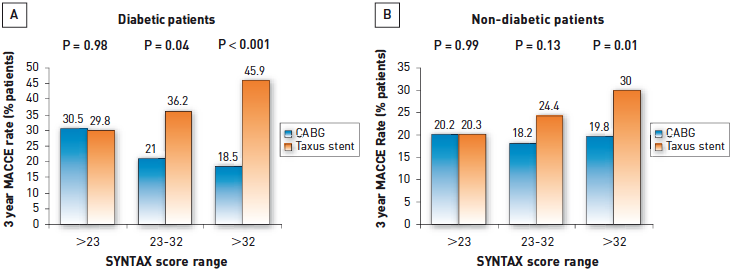 A
Diabetic patients
P = 0.98 P = 0.04 P < 0.001
3 year MACCE rate (% patients)
50
45
40
35
30
25
20
15
10
5
0
30.5 29.8
21 36.2
18.5 45.9
CABG
Taxus stent
>23 23-32 >32
SYNTAX score range
B
Non-diabetic patients
P = 0.99 P = 0.13 P = 0.01
3 year MACCE Rate (% patients)
35
30
25
20
15
10
5
0
20.2 20.3
18.2 24.4
19.8 30
CABG
Taxus stent
>23 23-32 >32
SYNTAX score range